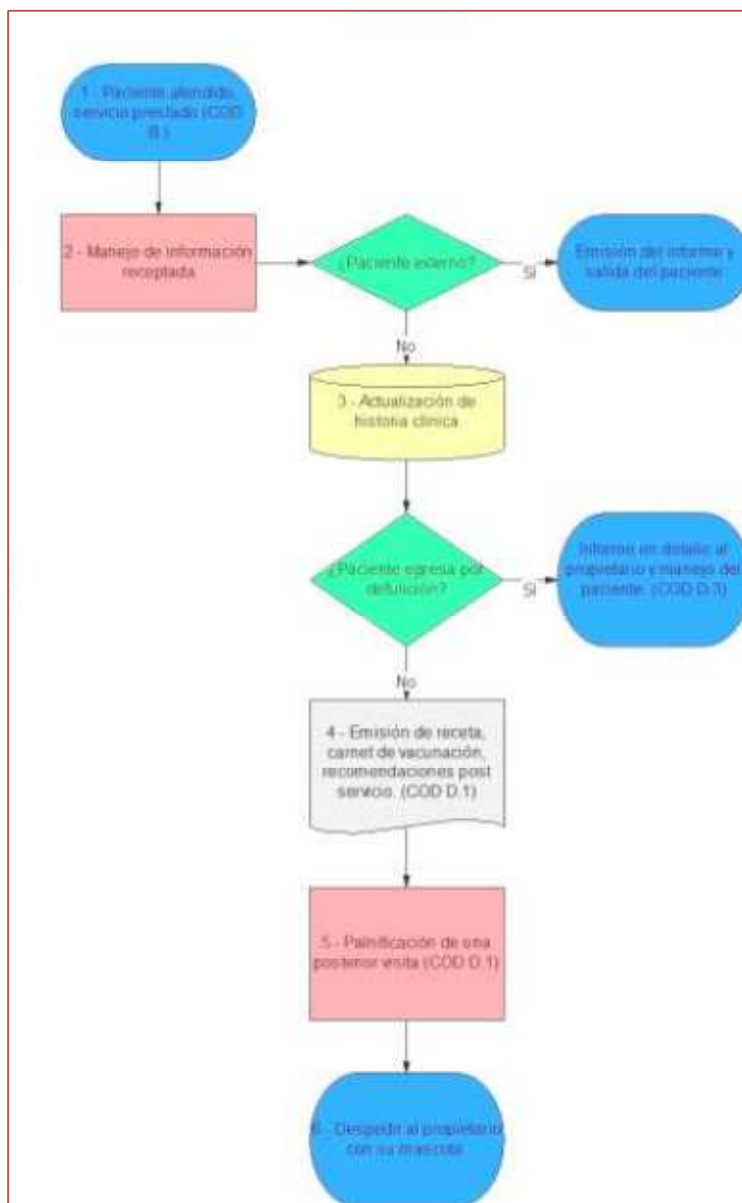 1 - Paciente atendido,
servicio prestado (COD
B.)
2 - Manejo de información
receptada
¿Paciente externo?
Si
Emisión del informe y
salida del paciente
No
3 - Actualización de
historia clínica
¿Paciente egresa por
defunción?
Si
Informe en detalle al
propietario y manejo del
paciente. (COD D.3)
No
4 - Emisión de receta,
carnet de vacunación,
recomendaciones post
servicio. (COD D.1)
5 - Painificación de una
posterior visita (COD D.1)
6 - Despedir al propietario
con su mascota